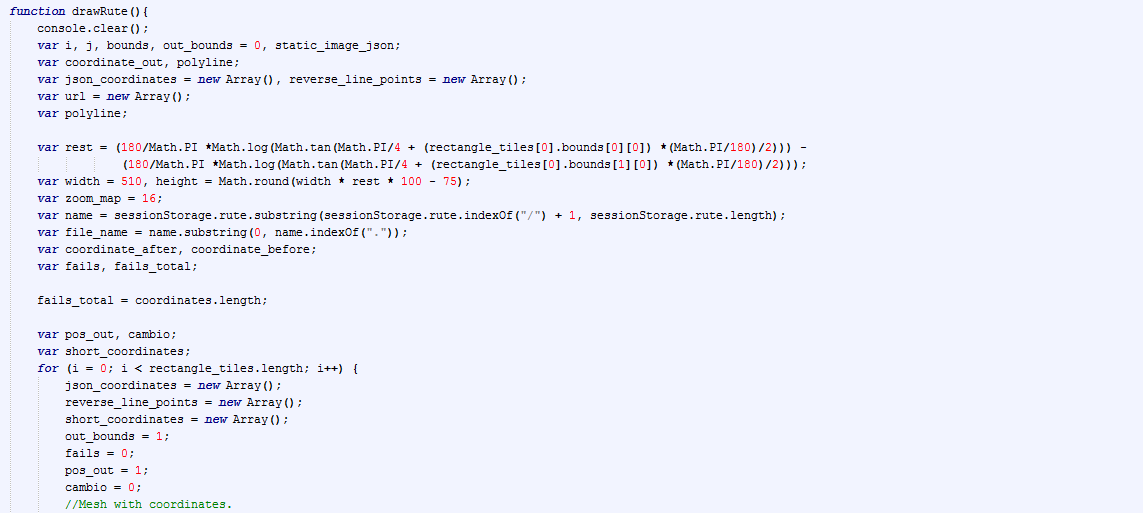 function drawRute(){
console.clear();
var i, j, bounds, out_bounds = 0, static_image_json;
var coordinate_out, polyline;
var json_coordinates = new Array(), reverse_line_points = new Array();
var url = new Array();
var polyline;
var rest = (180/Math.PI *Math.log(Math.tan(Math.PI/4 + (rectangle_tiles[0].bounds[0][0]) *(Math.PI/180)/2))) -
(180/Math.PI *Math.log(Math.tan(Math.PI/4 + (rectangle_tiles[0].bounds[1][0]) *(Math.PI/180)/2)));
var width = 510, height = Math.round(width * rest * 100 - 75);
var zoom_map = 16;
var name = sessionStorage.rute.substring(sessionStorage.rute.indexOf("/") + 1, sessionStorage.rute.length);
var file_name = name.substring(0, name.indexOf("."));
var coordinate_after, coordinate_before;
var fails, fails_total;
fails_total = coordinates.length;
var pos_out, cambio;
var short_coordinates;
for (i = 0; i < rectangle_tiles.length; i++) {
json_coordinates = new Array();
reverse_line_points = new Array();
short_coordinates = new Array();
out_bounds = 1;
fails = 0;
pos_out = 1;
cambio = 0;
//Mesh with coordinates.